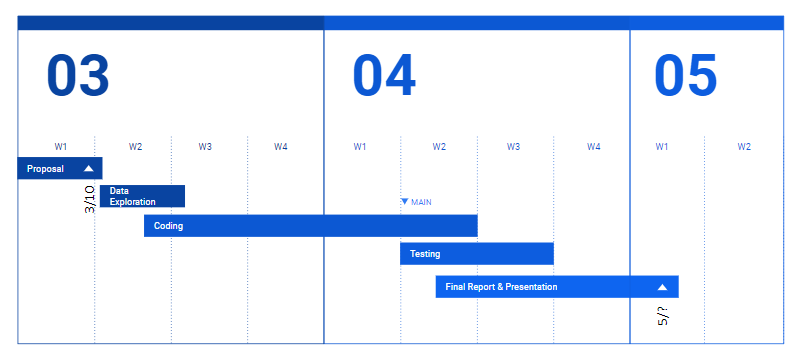 03
04
05
W1
W2
W3
W4
W1
W2
W3
W4
W1
W2
Proposal
3/10
Data
Exploration
MAIN
Coding
Testing
Final Report & Presentation
5/?